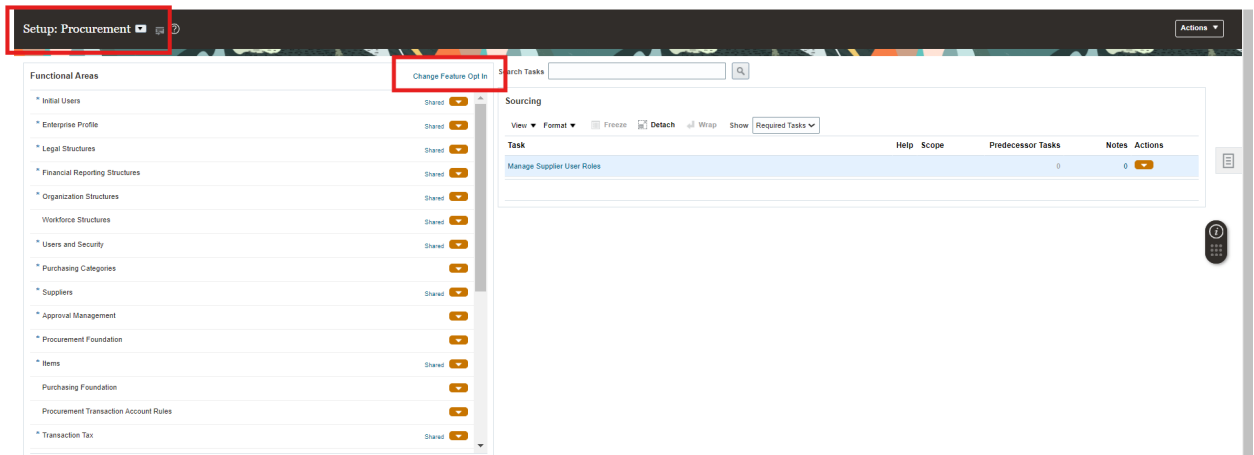 Setup: Procurement
Actions
Functional Areas
Change Feature Opt In
Search Tasks
* Initial Users Shared
* Enterprise Profile Shared
* Legal Structures Shared
* Financial Reporting Structures Shared
* Organization Structures Shared
Workforce Structures Shared
* Users and Security Shared
* Purchasing Categories
* Suppliers Shared
* Approval Management
* Procurement Foundation
* Items Shared
Purchasing Foundation
Procurement Transaction Account Rules
* Transaction Tax Shared
Sourcing
View Format Freeze Detach Wrap Show Required Tasks
Task Help Scope Predecessor Tasks Notes Actions
Manage Supplier User Roles 0 0